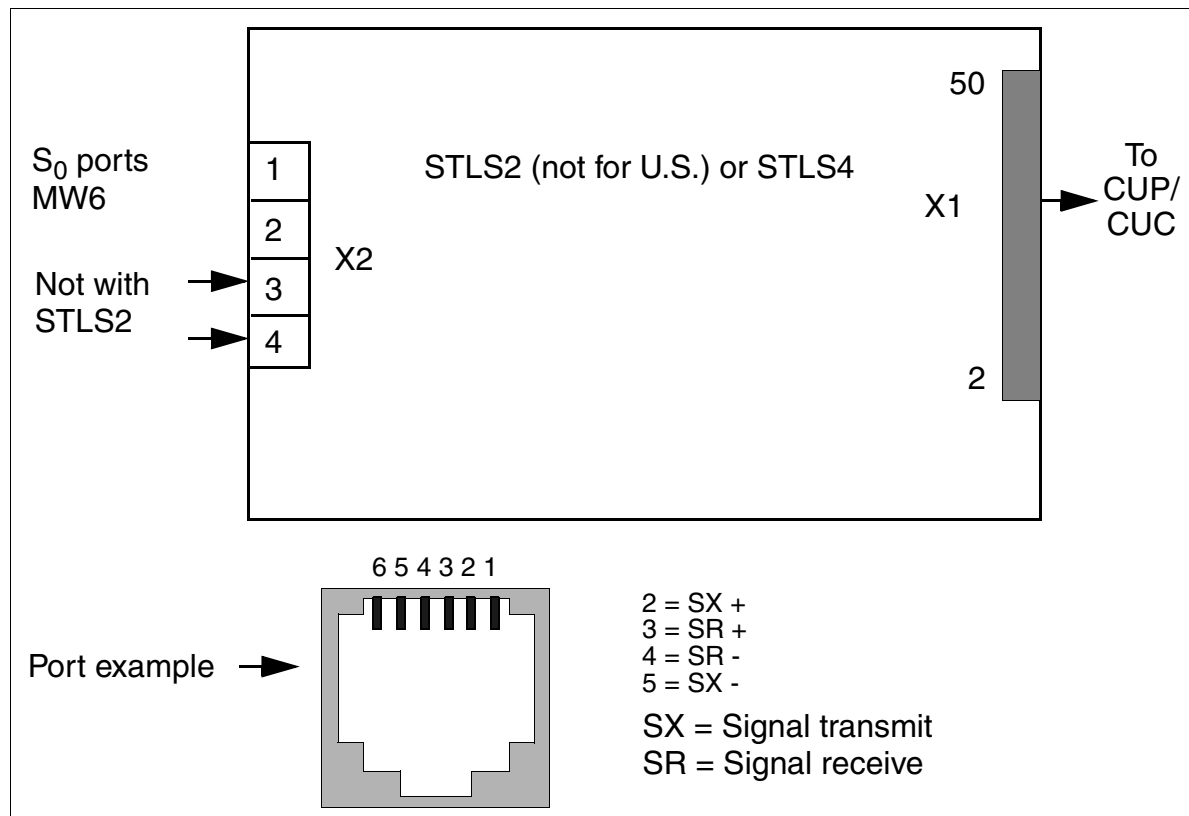 S0 ports
MW6
Not with
STLS2
1
2
3
4
X2
STLS2 (not for U.S.) or STLS4
50
X1
2
To
CUP/
CUC
6 5 4 3 2 1
Port example
2 = SX +
3 = SR +
4 = SR -
5 = SX -
SX = Signal transmit
SR = Signal receive